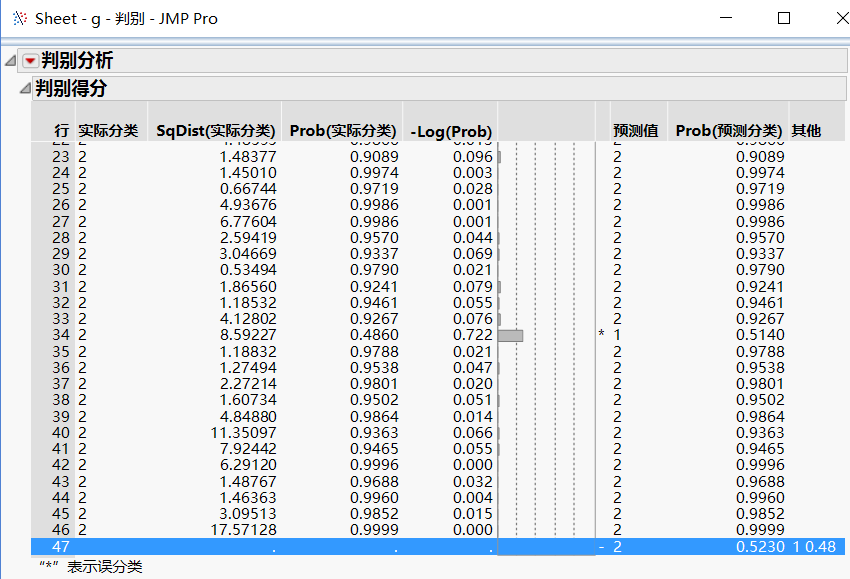 Sheet - g - 判别 - JMP Pro
判别分析
判别得分
行 实际分类 SqDist(实际分类) Prob(实际分类) -Log(Prob) 预测值 Prob(预测分类) 其他
23 2 1.48377 0.9089 0.096 2 0.9089
24 2 1.45010 0.9974 0.003 2 0.9974
25 2 0.66744 0.9719 0.028 2 0.9719
26 2 4.93676 0.9986 0.001 2 0.9986
27 2 6.77604 0.9986 0.001 2 0.9986
28 2 2.59419 0.9570 0.044 2 0.9570
29 2 3.04669 0.9337 0.069 2 0.9337
30 2 0.53494 0.9790 0.021 2 0.9790
31 2 1.86560 0.9241 0.079 2 0.9241
32 2 1.18532 0.9461 0.055 2 0.9461
33 2 4.12802 0.9267 0.076 2 0.9267
34 2 8.59227 0.4860 0.722 * 1 0.5140
35 2 1.18832 0.9788 0.021 2 0.9788
36 2 1.27494 0.9538 0.047 2 0.9538
37 2 2.27214 0.9801 0.020 2 0.9801
38 2 1.60734 0.9502 0.051 2 0.9502
39 2 4.84880 0.9864 0.014 2 0.9864
40 2 11.35097 0.9363 0.066 2 0.9363
41 2 7.92442 0.9465 0.055 2 0.9465
42 2 6.29120 0.9996 0.000 2 0.9996
43 2 1.48767 0.9688 0.032 2 0.9688
44 2 1.46363 0.9960 0.004 2 0.9960
45 2 3.09513 0.9852 0.015 2 0.9852
46 2 17.57128 0.9999 0.000 2 0.9999
47 . . . - 2 0.5230 1 0.48
“*” 表示误分类